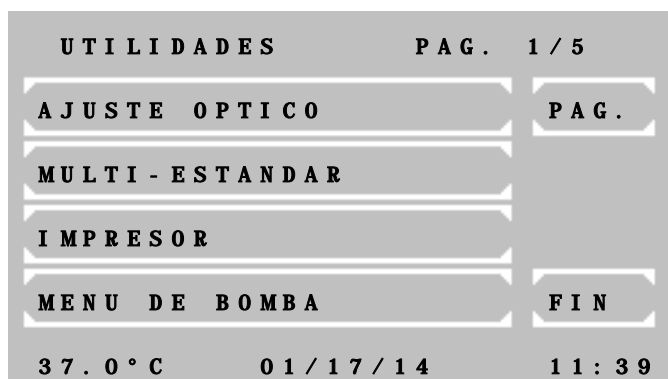 UTILIDADES PAG. 1/5
AJUSTE OPTICO PAG.
MULTI-ESTANDAR
IMPRESOR
MENU DE BOMBA FIN
37.0°C 01/17/14 11:39